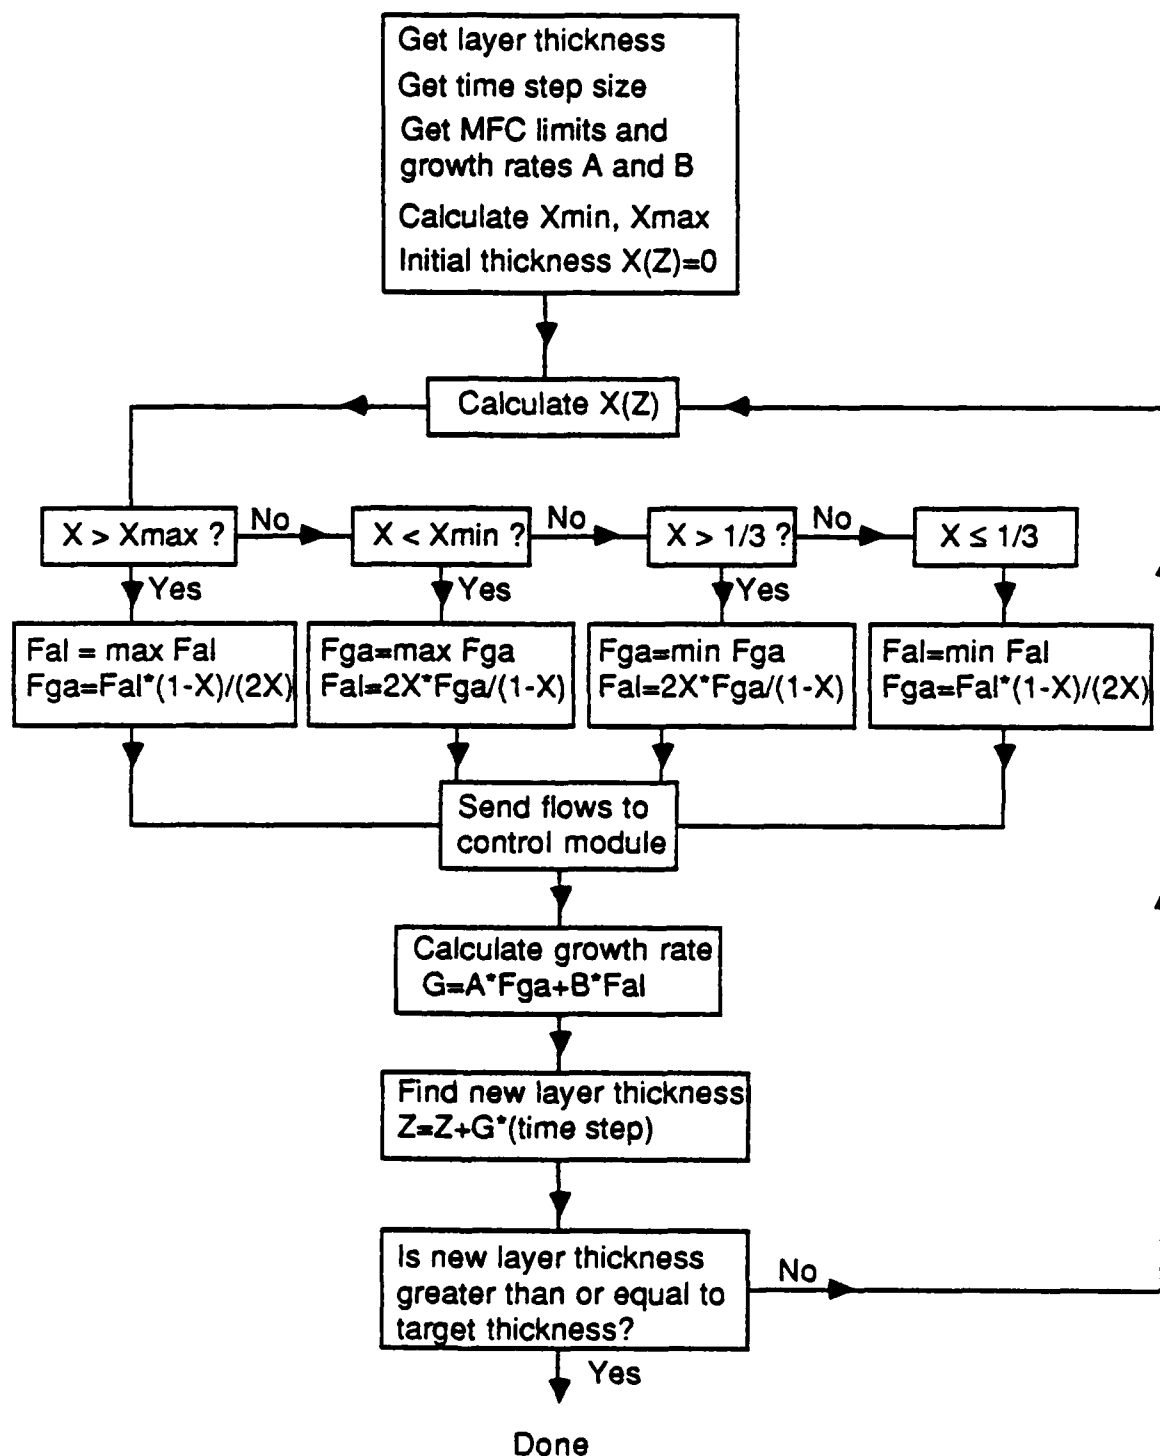 Get layer thickness
Get time step size
Get MFC limits and
growth rates A and B
Calculate Xmin, Xmax
Initial thickness X(Z)=0
Calculate X(Z)
X > Xmax ?
No
X < Xmin ?
No
X > 1/3 ?
No
X ≤ 1/3
Yes
Yes
Yes
Fal = max Fal
Fga=Fal*(1-X)/(2X)
Fga=max Fga
Fal=2X*Fga/(1-X)
Fga=min Fga
Fal=2X*Fga/(1-X)
Fal=min Fal
Fga=Fal*(1-X)/(2X)
Send flows to
control module
Calculate growth rate
G=A*Fga+B*Fal
Find new layer thickness
Z=Z+G*(time step)
Is new layer thickness
greater than or equal to
target thickness?
No
Yes
Done